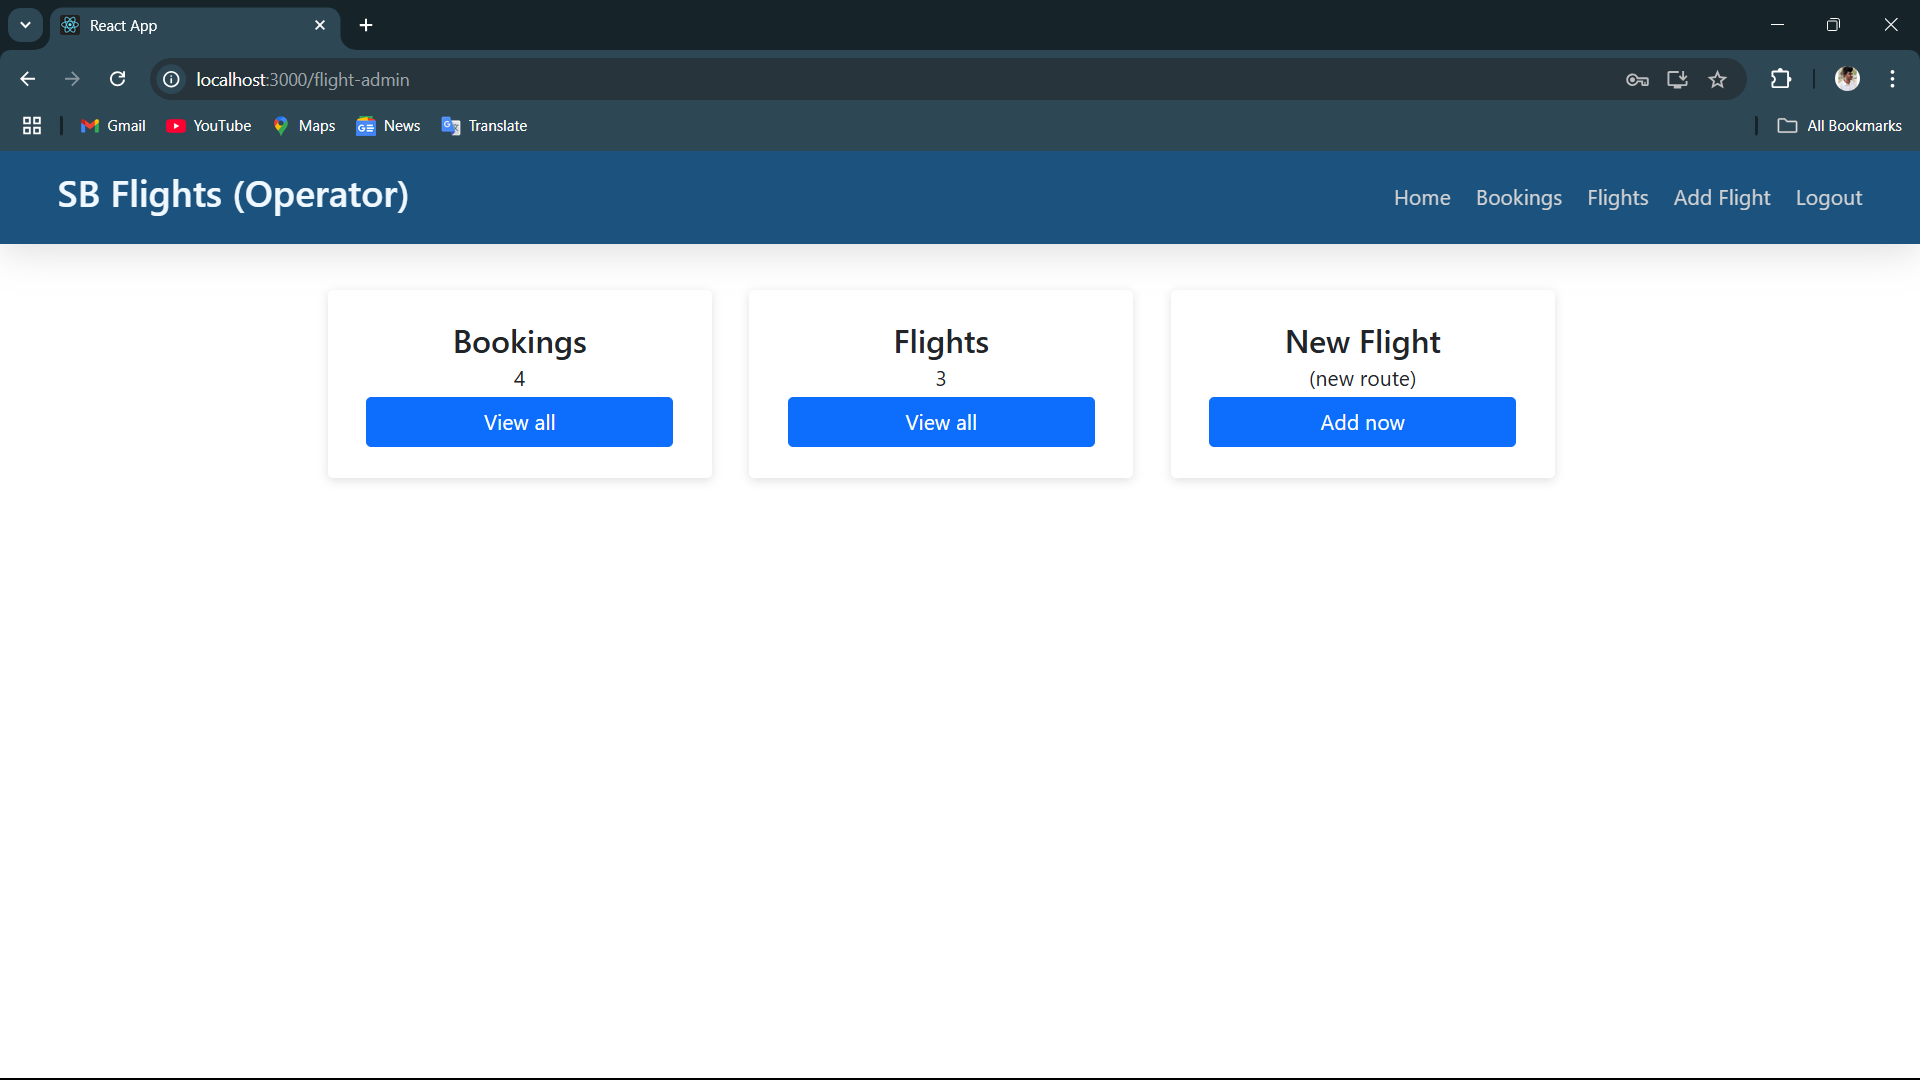 React App
localhost:3000/flight-admin
Gmail YouTube Maps News Translate All Bookmarks
SB Flights (Operator) Home Bookings Flights Add Flight Logout
Bookings
4
View all
Flights
3
View all
New Flight
(new route)
Add now